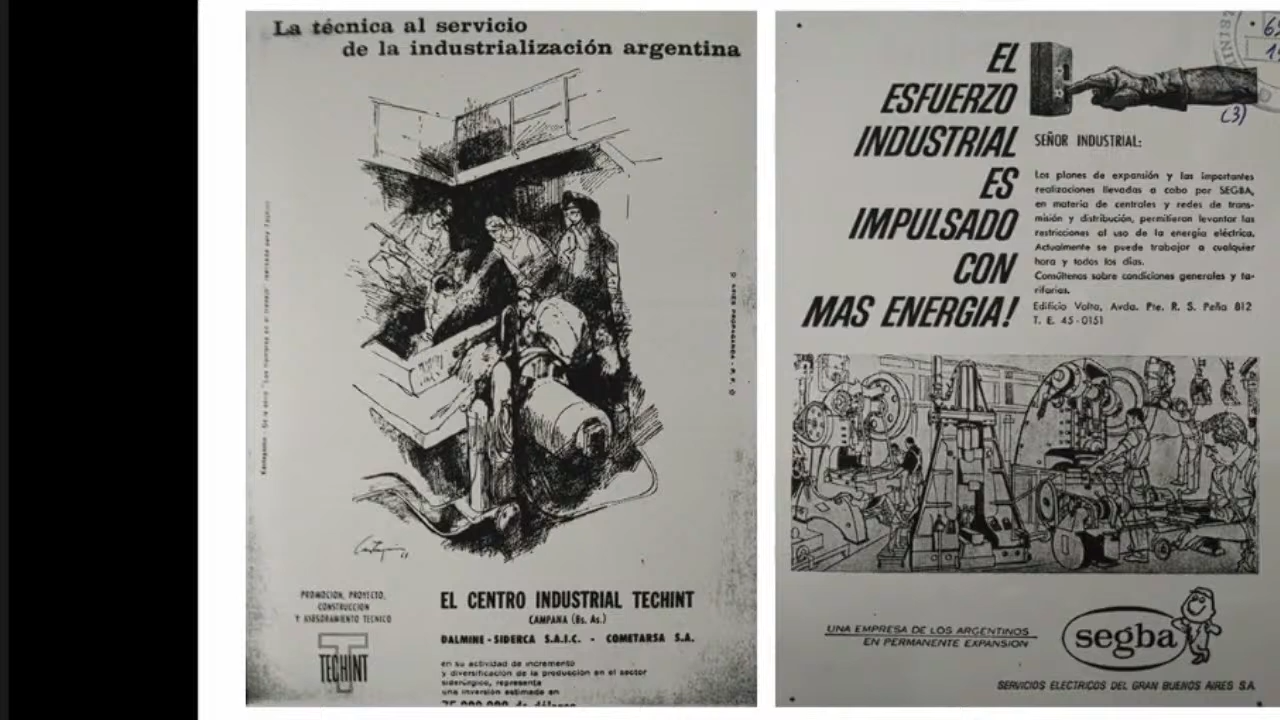 La técnica al servicio
de la industrialización argentina
D APEN PROPAGANDA - R. P. O
PROMOCION, PROYECTO,
CONSTRUCCION
Y ASESORAMIENTO TECNICO
TECHINT
EL CENTRO INDUSTRIAL TECHINT
CAMPANA (Bs. As.)
DALMINE - SIDERCA S.A.I.C. - COMETARSA S.A.
en su actividad de incremento
y diversificación de la producción en el sector
siderúrgico, representa
una inversión estimada en
de dólares
EL
ESFUERZO
INDUSTRIAL
ES
IMPULSADO
CON
MAS ENERGIA!
(3)
SEÑOR INDUSTRIAL:
Los planes de expansión y las importantes
realizaciones llevadas a cabo por SEGBA,
en materia de centrales y redes de trans-
misión y distribución, permitieron levantar las
restricciones al uso de la energía eléctrica.
Actualmente se puede trabajar a cualquier
hora y todos los días.
Consúltenos sobre condiciones generales y ta-
rifarias.
Edificio Volta, Avda. Pte. R. S. Peña 812
T. E. 45-0151
UNA EMPRESA DE LOS ARGENTINOS
EN PERMANENTE EXPANSION
segba
SERVICIOS ELECTRICOS DEL GRAN BUENOS AIRES S.A.